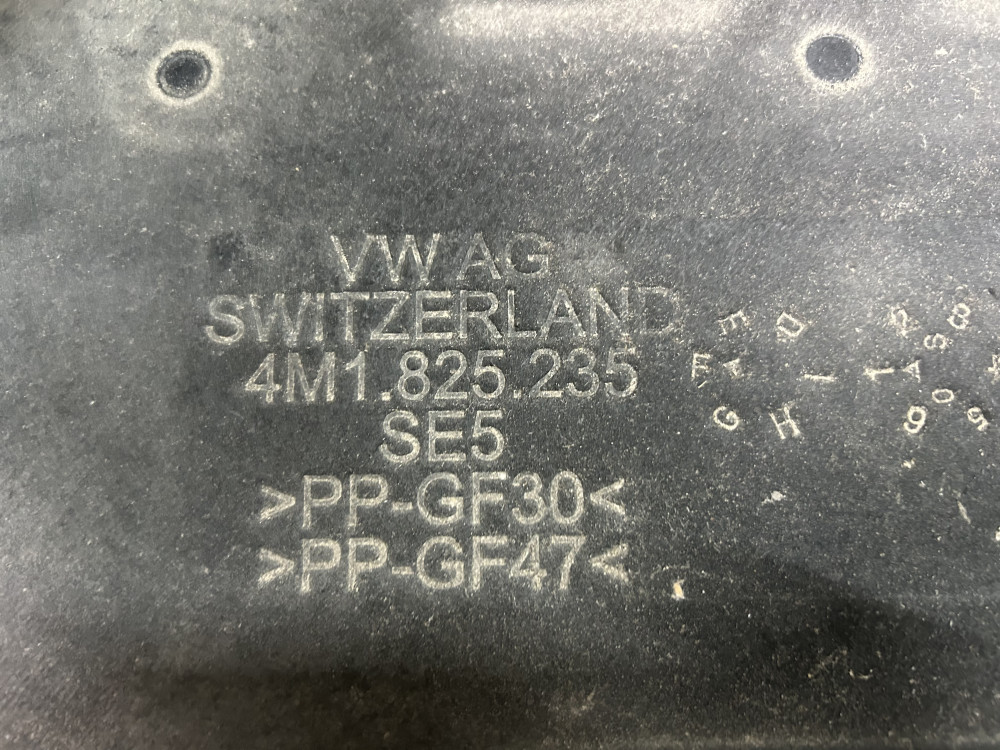 VW AG
SWITZERLAND
4M1.825.235
SE5
>PP-GF30<
>PP-GF47<
E D
F A
G H